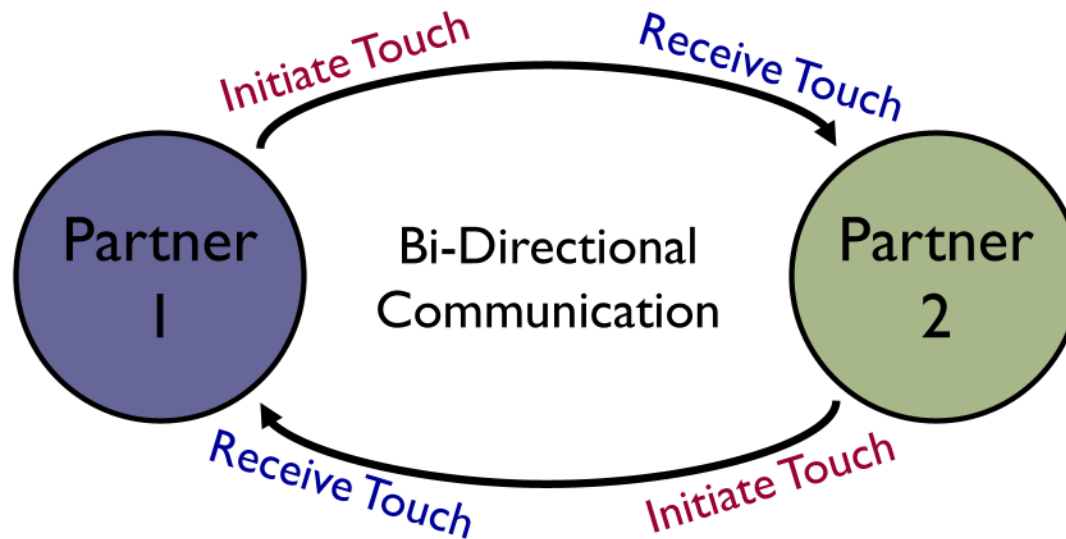 Initiate Touch
Receive Touch
Partner
1
Bi-Directional
Communication
Partner
2
Receive Touch
Initiate Touch